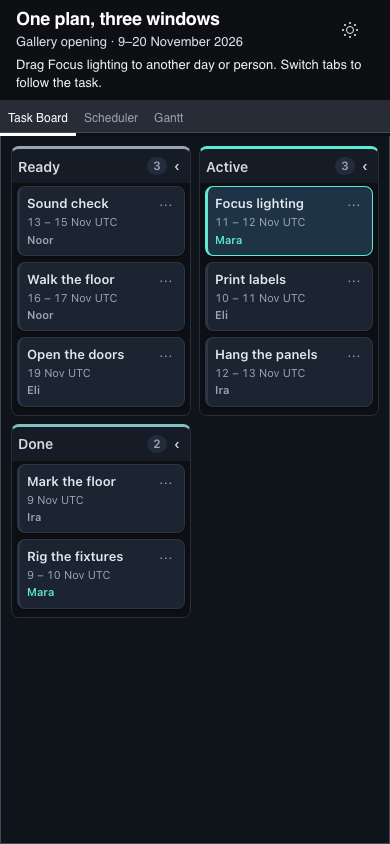 One plan, three windows
Gallery opening · 9–20 November 2026
Drag Focus lighting to another day or person. Switch tabs to
follow the task.
Task Board
Scheduler
Gantt
Ready
3
Sound check
13 – 15 Nov UTC
Noor
Walk the floor
16 – 17 Nov UTC
Noor
Open the doors
19 Nov UTC
Eli
Active
3
Focus lighting
11 – 12 Nov UTC
Mara
Print labels
10 – 11 Nov UTC
Eli
Hang the panels
12 – 13 Nov UTC
Ira
Done
2
Mark the floor
9 Nov UTC
Ira
Rig the fixtures
9 – 10 Nov UTC
Mara